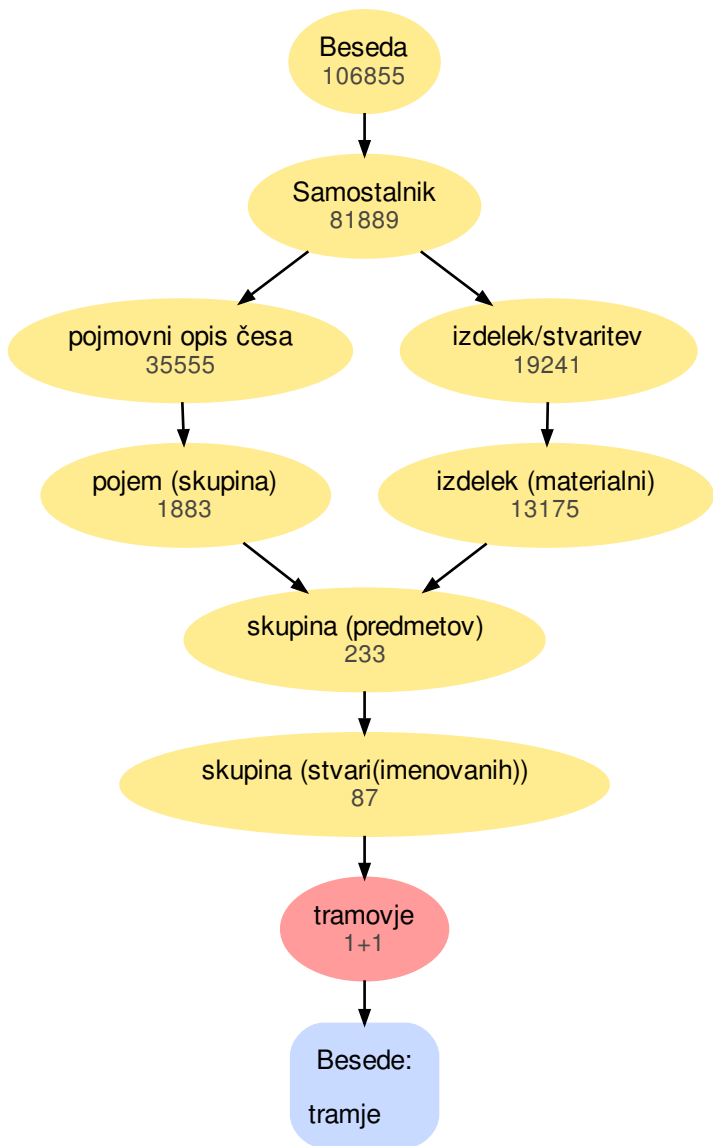 Beseda
106855
Samostalnik
81889
pojmovni opis česa
35555
izdelek/stvaritev
19241
pojem (skupina)
1883
izdelek (materialni)
13175
skupina (predmetov)
233
skupina (stvari(imenovanih))
87
tramovje
1+1
Besede:
tramje